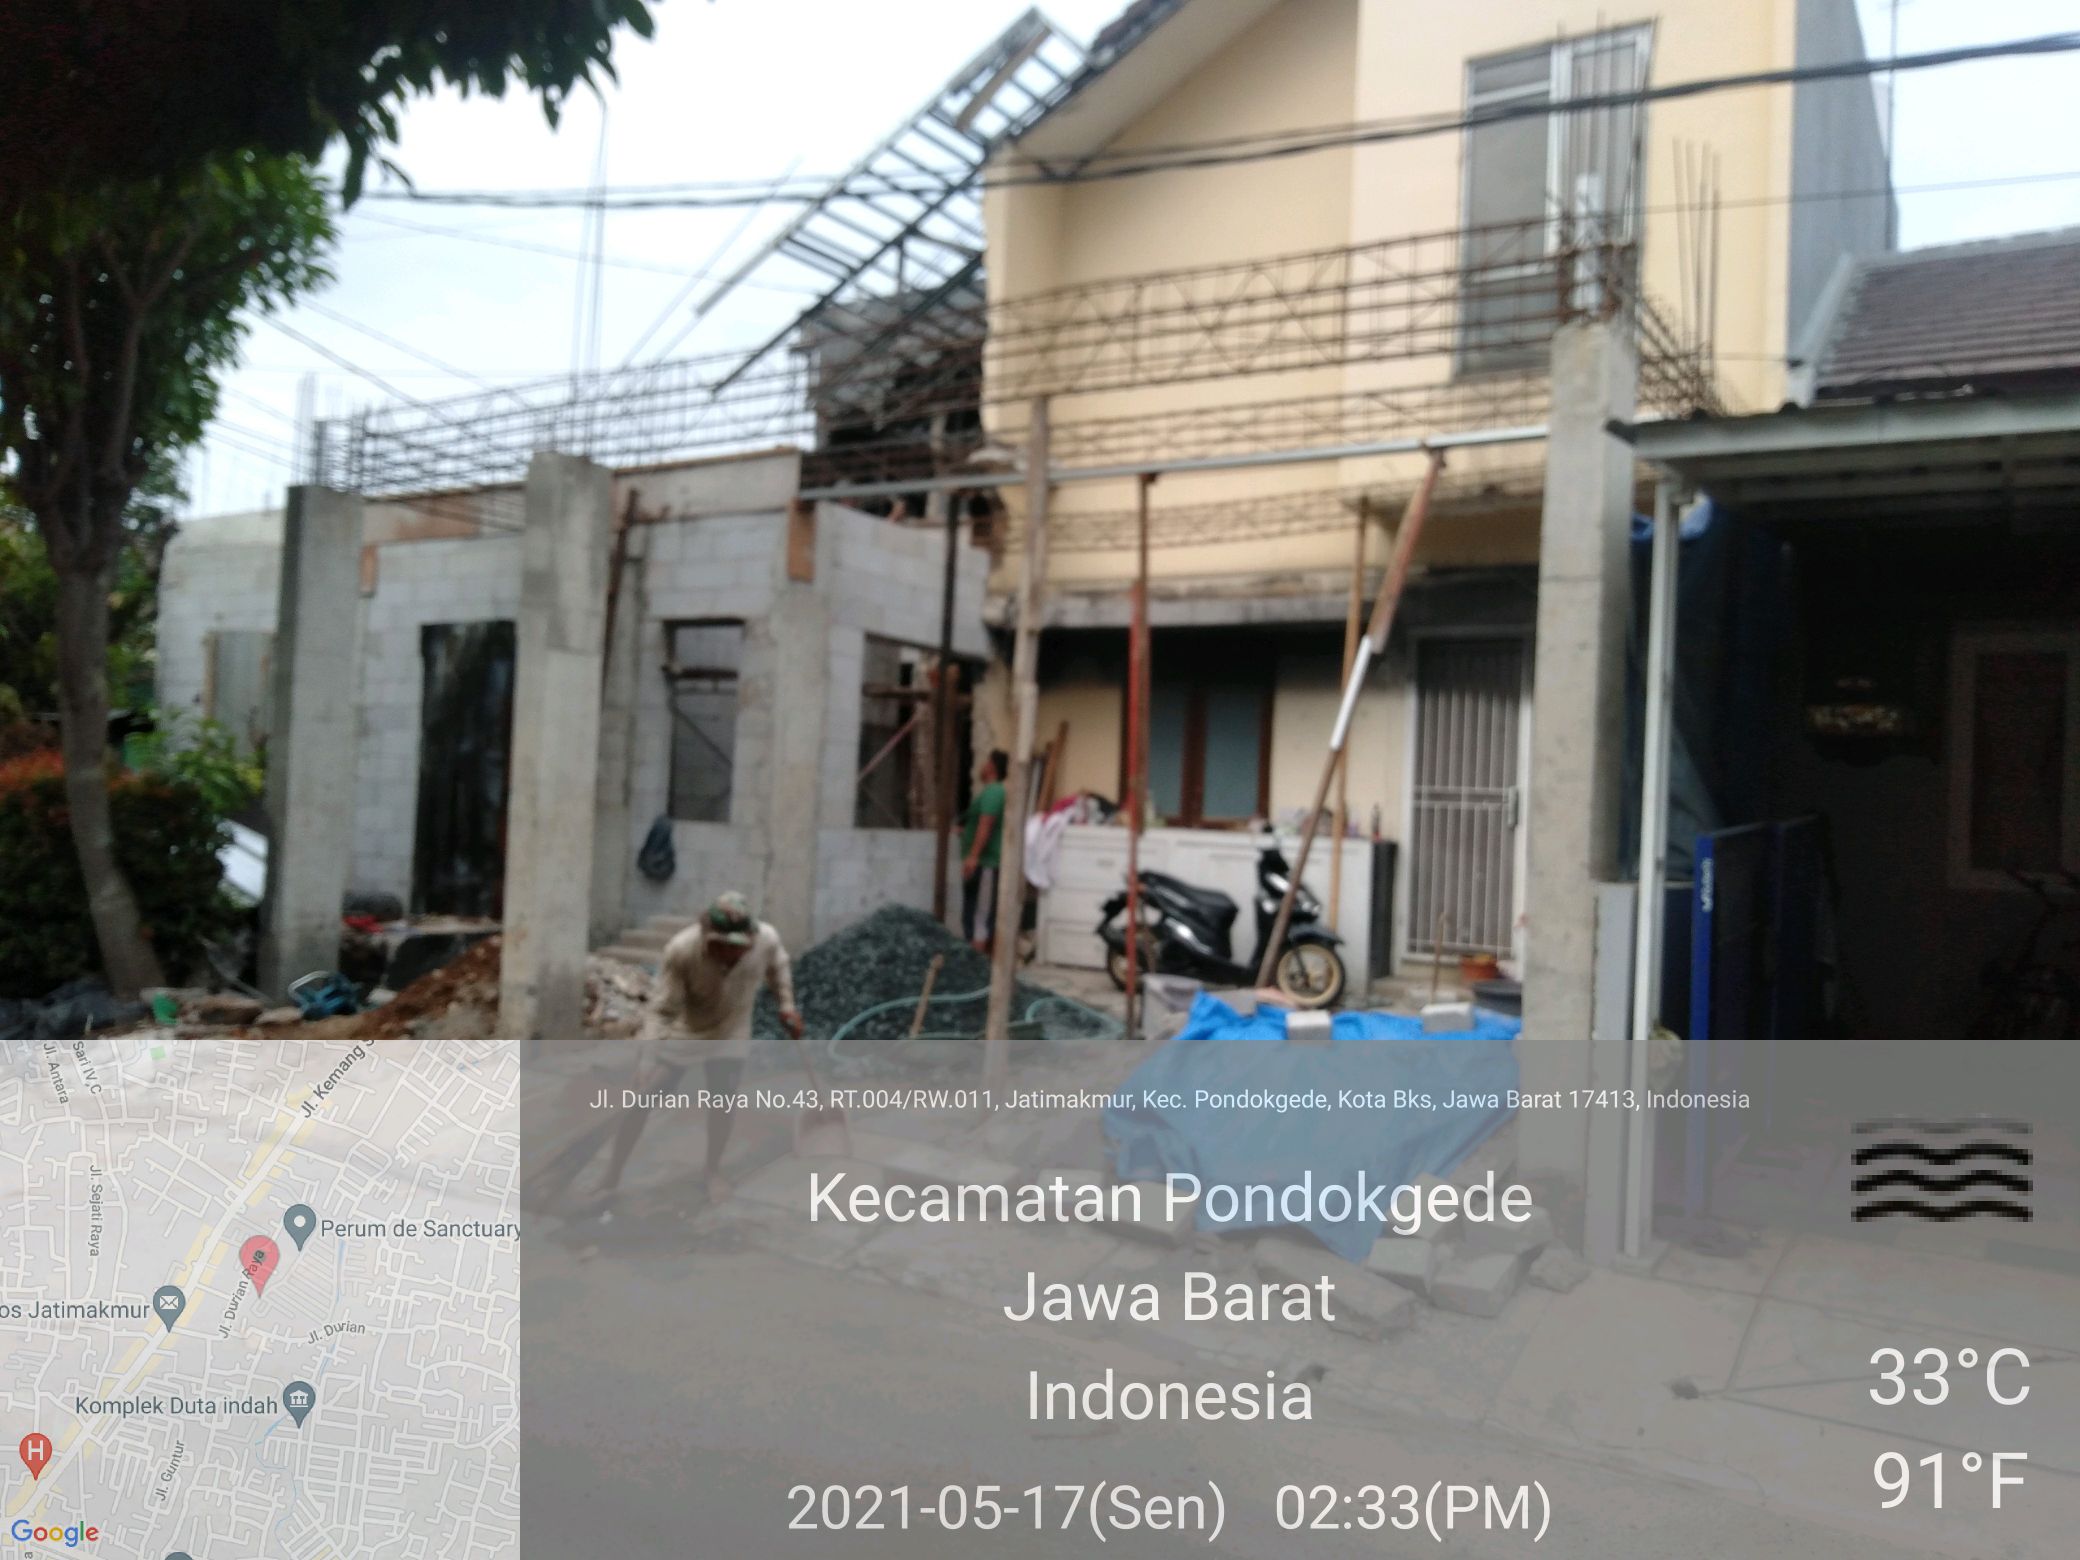 Jl. Durian Raya No.43, RT.004/RW.011, Jatimakmur, Kec. Pondokgede, Kota Bks, Jawa Barat 17413, Indonesia
Kecamatan Pondokgede
Jawa Barat
Indonesia
2021-05-17(Sen) 02:33(PM)
33°C
91°F
Jl. Antara
Sari IV.C
Jl. Kemang S
Jl. Sejati Raya
Perum de Sanctuary
Jl. Durian Raya
os Jatimakmur
Jl. Durian
Komplek Duta indah
H
Jl. Guntur
Google